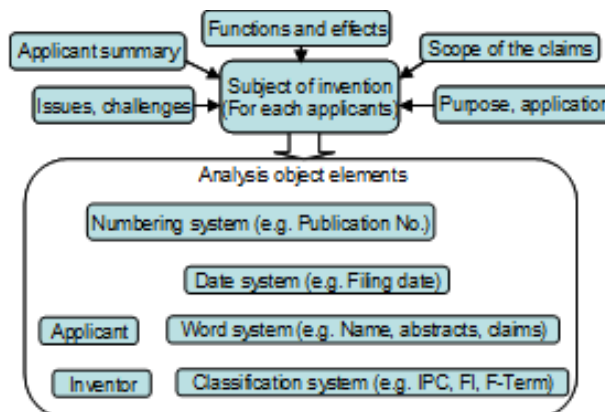 Functions and effects
Applicant summary
Scope of the claims
Subject of invention
(For each applicants)
Issues, challenges
Purpose, application
Analysis object elements
Numbering system (e.g. Publication No.)
Date system (e.g. Filing date)
Applicant
Word system (e.g. Name, abstracts, claims)
Inventor
Classification system (e.g. IPC, FI, F-Term)